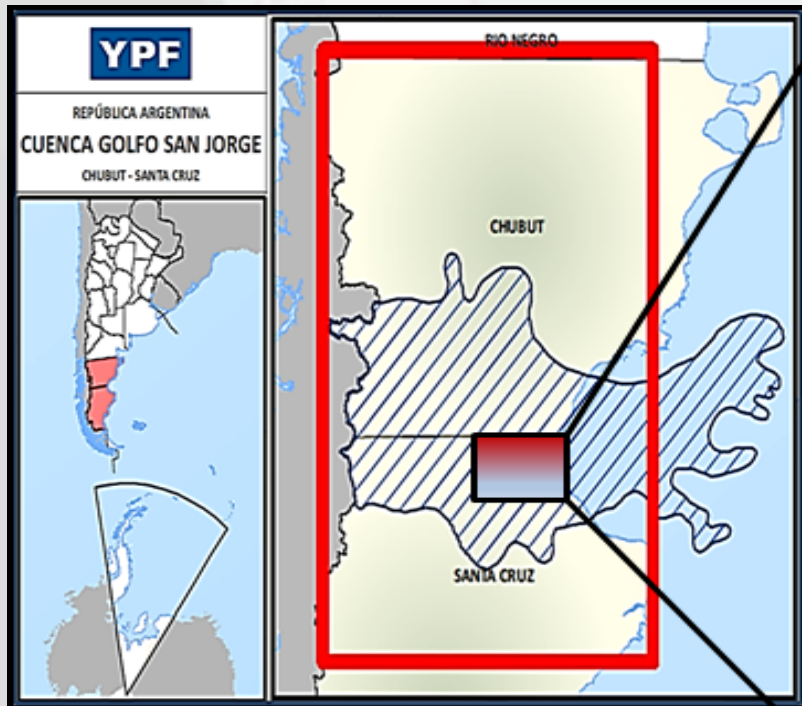 YPF
REPÚBLICA ARGENTINA
CUENCA GOLFO SAN JORGE
CHUBUT - SANTA CRUZ
RIO NEGRO
CHUBUT
SANTA CRUZ